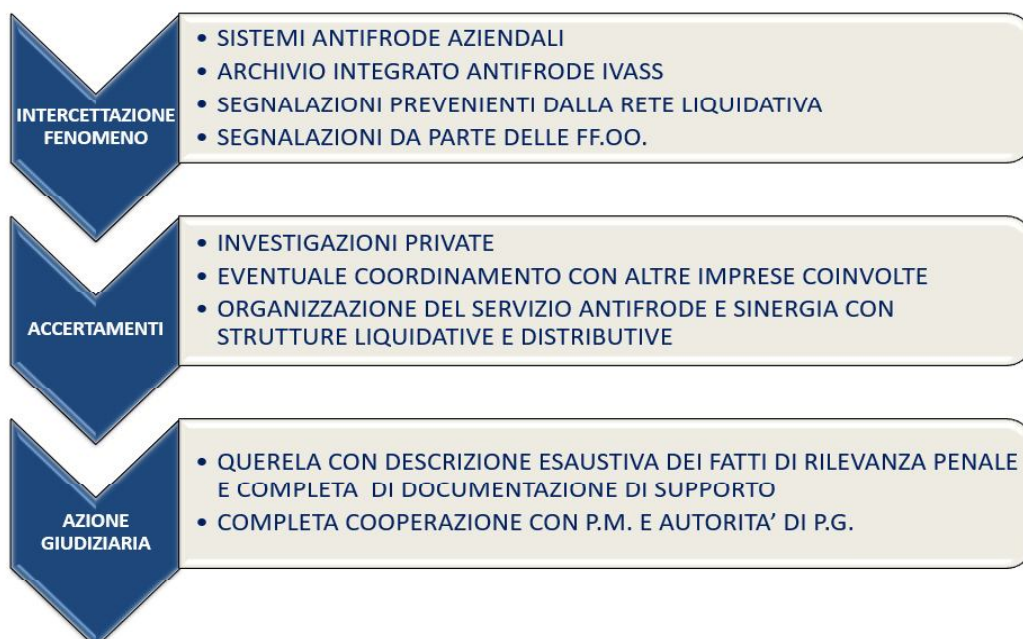 INTERCETTAZIONE
FENOMENO
• SISTEMI ANTIFRODE AZIENDALI
• ARCHIVIO INTEGRATO ANTIFRODE IVASS
• SEGNALAZIONI PREVENIENTI DALLA RETE LIQUIDATIVA
• SEGNALAZIONI DA PARTE DELLE FF.OO.
ACCERTAMENTI
• INVESTIGAZIONI PRIVATE
• EVENTUALE COORDINAMENTO CON ALTRE IMPRESE COINVOLTE
• ORGANIZZAZIONE DEL SERVIZIO ANTIFRODE E SINERGIA CON
STRUTTURE LIQUIDATIVE E DISTRIBUTIVE
AZIONE
GIUDIZIARIA
• QUERELA CON DESCRIZIONE ESAUSTIVA DEI FATTI DI RILEVANZA PENALE
E COMPLETA DI DOCUMENTAZIONE DI SUPPORTO
• COMPLETA COOPERAZIONE CON P.M. E AUTORITA’ DI P.G.